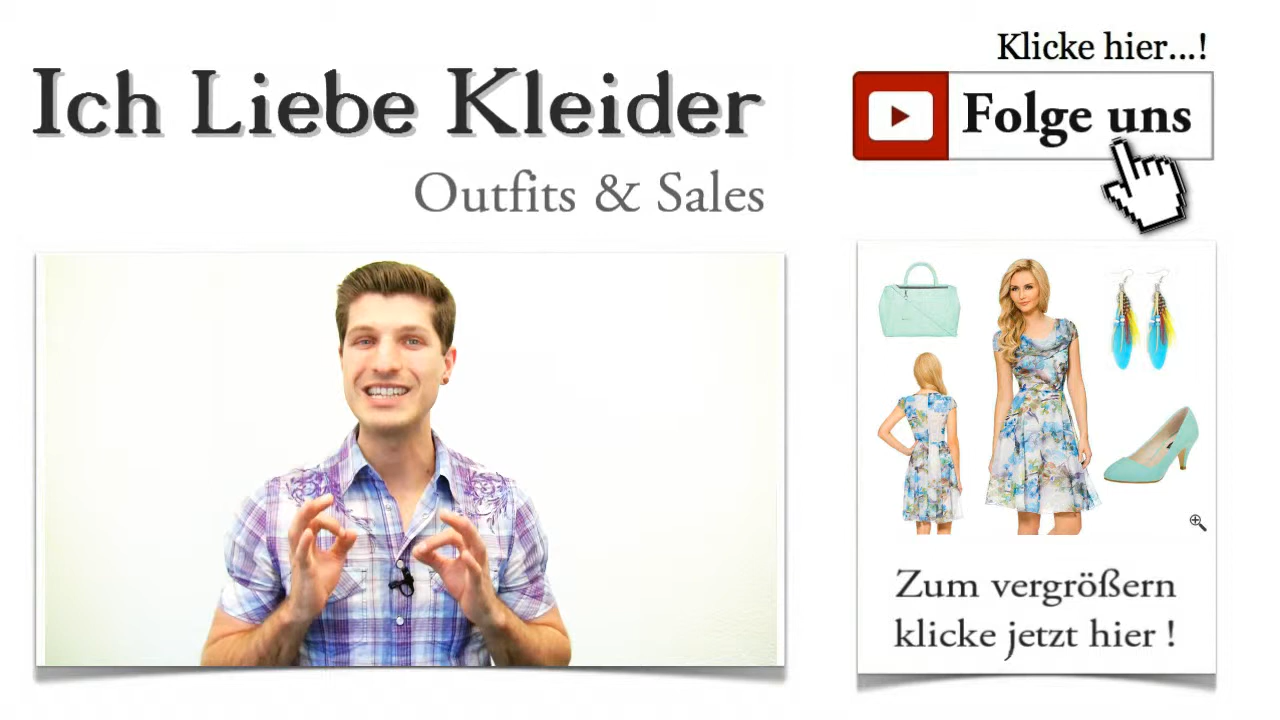 Ich Liebe Kleider
Outfits & Sales
Klicke hier...!
Folge uns
Zum vergrößern
klicke jetzt hier !